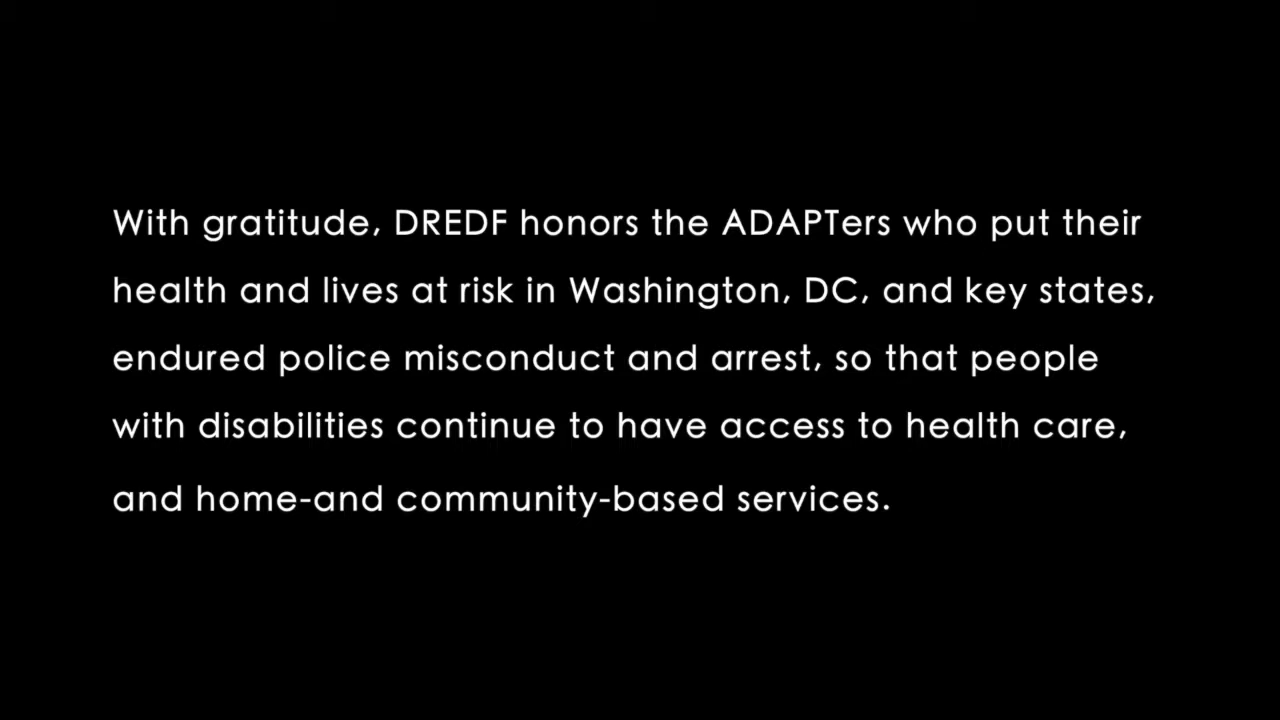 With gratitude, DREDF honors the ADAPTers who put their
health and lives at risk in Washington, DC, and key states,
endured police misconduct and arrest, so that people
with disabilities continue to have access to health care,
and home-and community-based services.